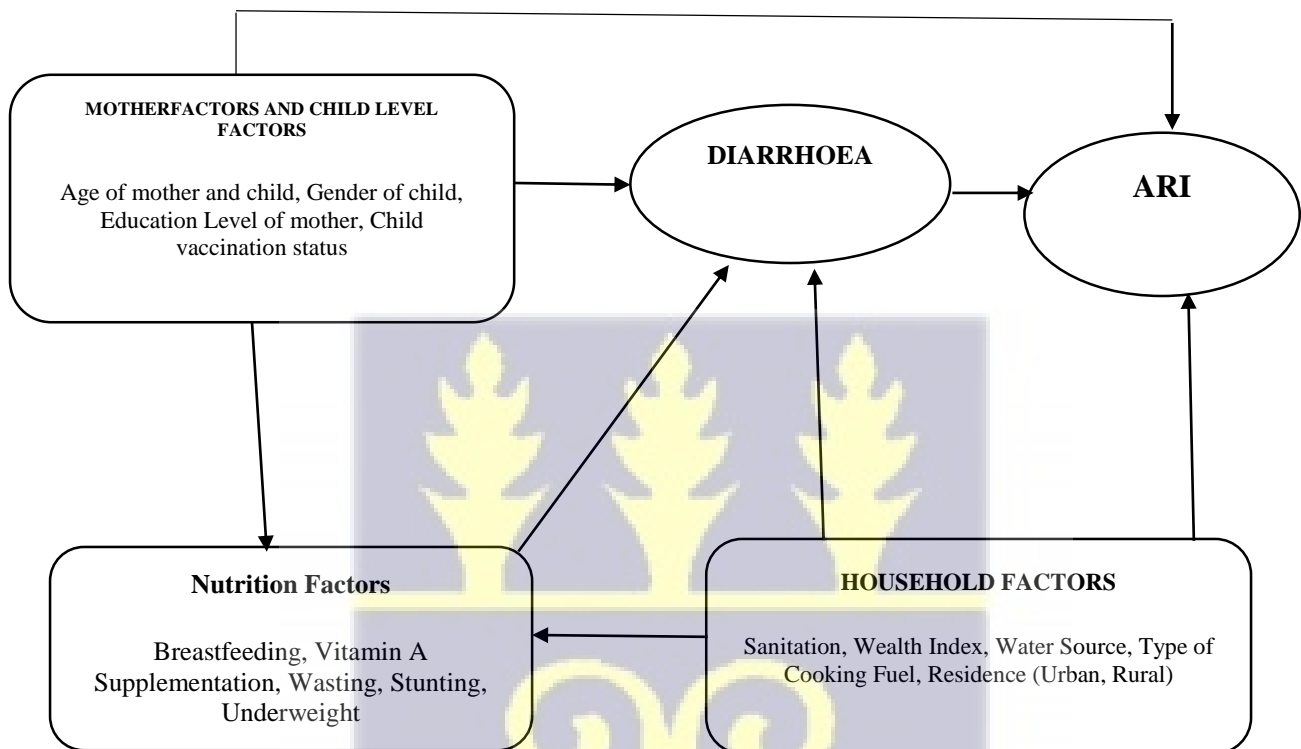 MOTHERFACTORS AND CHILD LEVEL
FACTORS
Age of mother and child, Gender of child,
Education Level of mother, Child
vaccination status
DIARRHOEA
ARI
Nutrition Factors
Breastfeeding, Vitamin A
Supplementation, Wasting, Stunting,
Underweight
HOUSEHOLD FACTORS
Sanitation, Wealth Index, Water Source, Type of
Cooking Fuel, Residence (Urban, Rural)